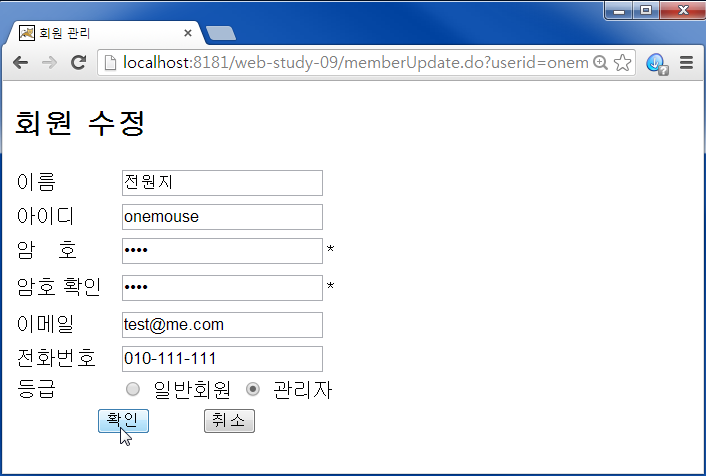 회원 관리
localhost:8181/web-study-09/memberUpdate.do?userid=onem
회원 수정
이름 전원지
아이디 onemouse
암 호 •••• *
암호 확인 •••• *
이메일 test@me.com
전화번호 010-111-111
등급 일반회원 관리자
확인 취소